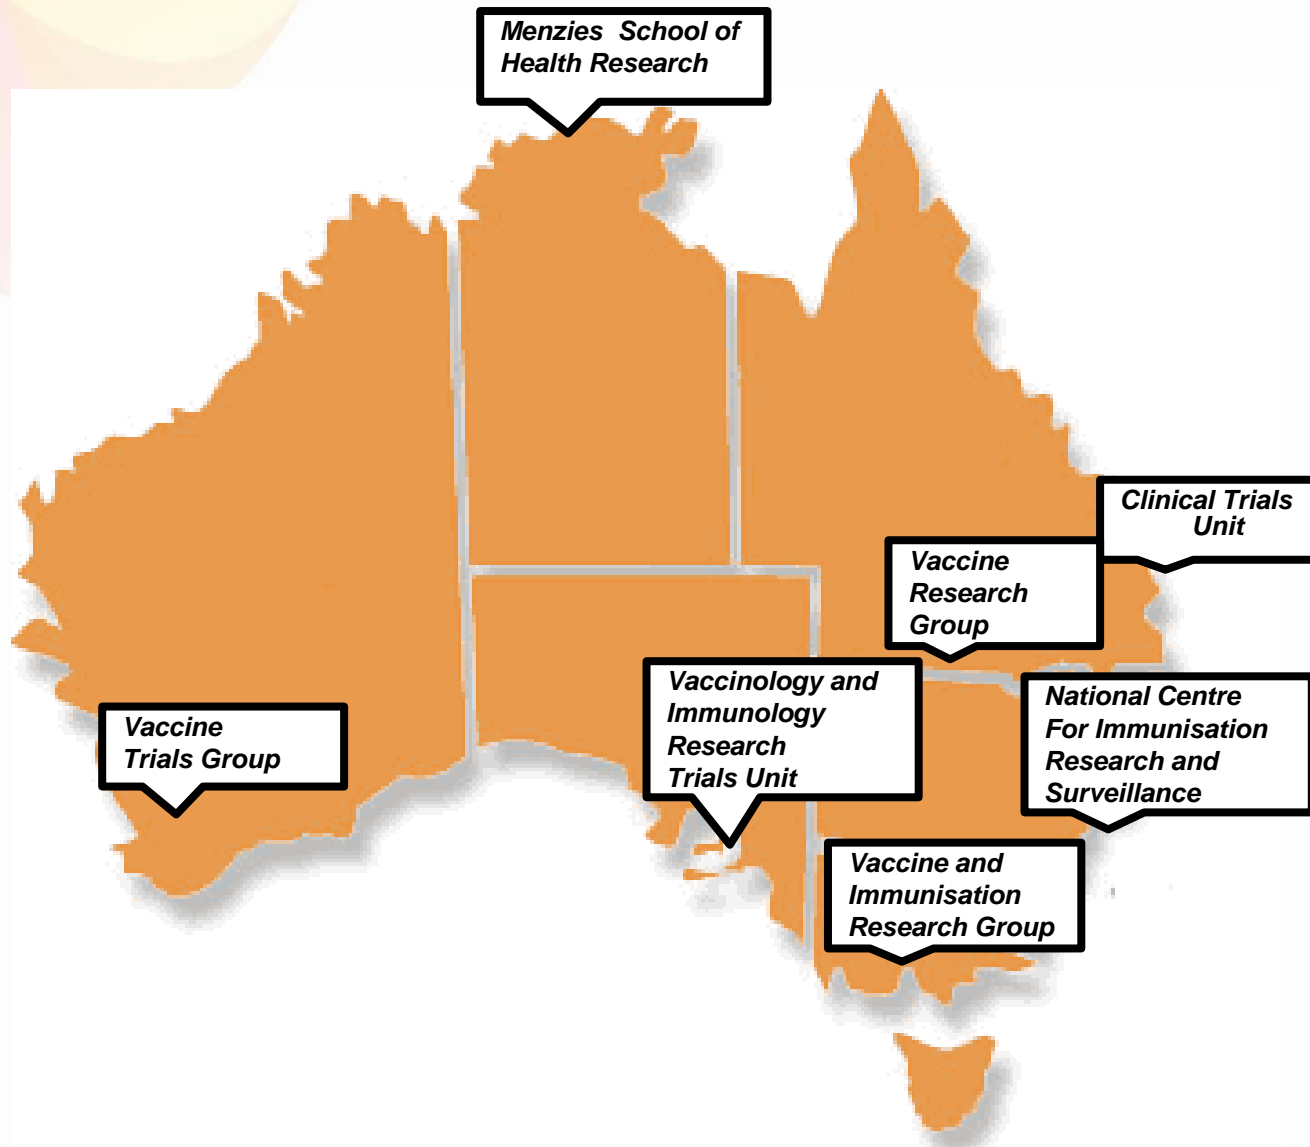 Menzies School of
Health Research
Clinical Trials
Unit
Vaccine
Research
Group
Vaccinology and
Immunology
Research
Trials Unit
National Centre
For Immunisation
Research and
Surveillance
Vaccine
Trials Group
Vaccine and
Immunisation
Research Group